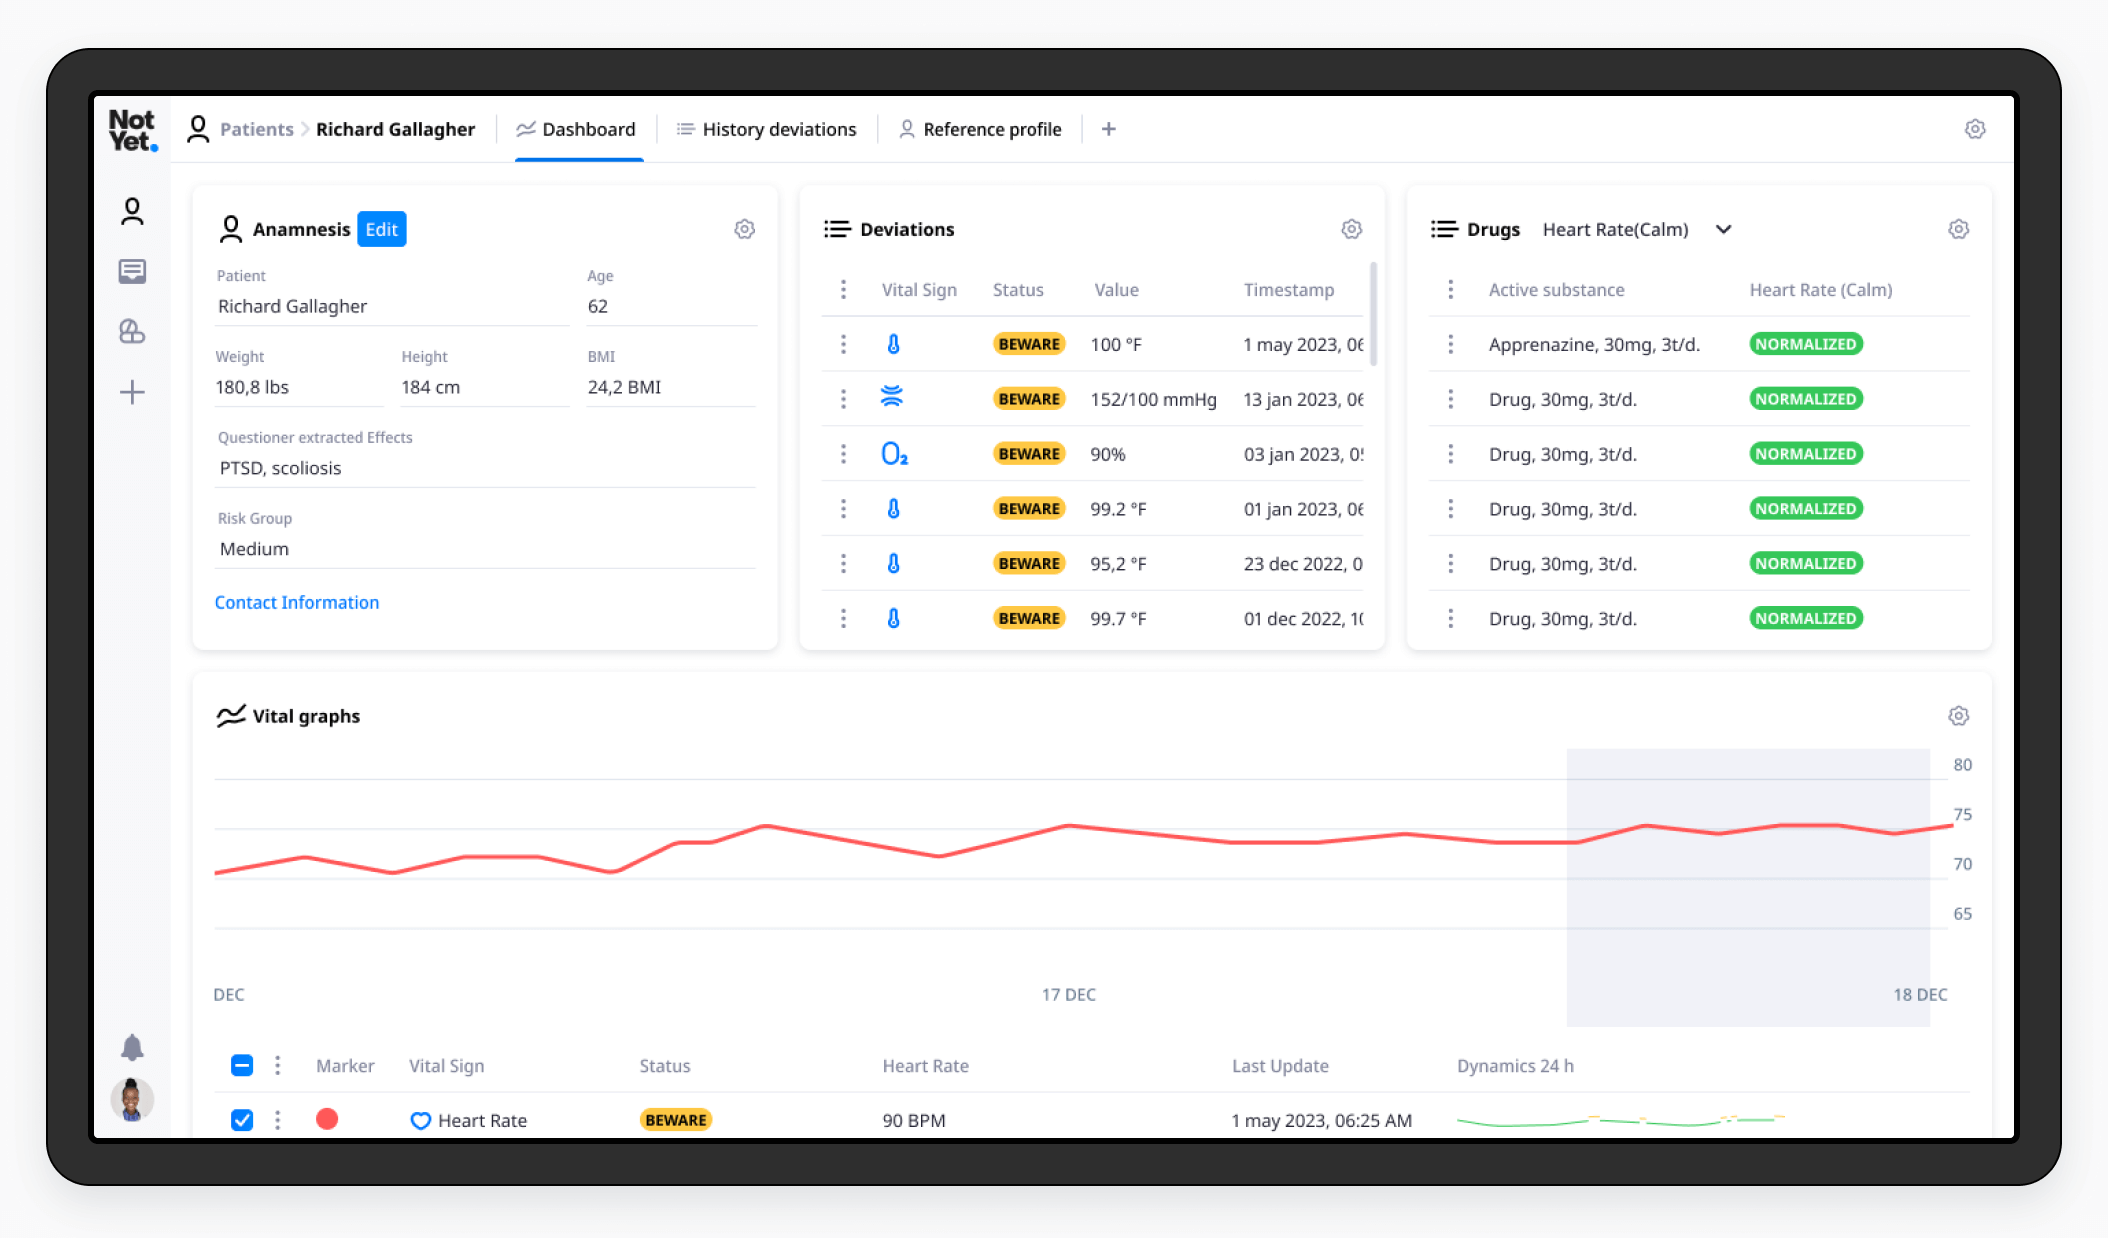 Not
Yet.
Patients > Richard Gallagher
Dashboard
History deviations
Reference profile
+
Anamnesis Edit
Patient Age
Richard Gallagher 62
Weight Height BMI
180,8 lbs 184 cm 24,2 BMI
Questioner extracted Effects
PTSD, scoliosis
Risk Group
Medium
Contact Information
Deviations
Vital Sign Status Value Timestamp
BEWARE 100 °F 1 may 2023, 06
BEWARE 152/100 mmHg 13 jan 2023, 06
O₂ BEWARE 90% 03 jan 2023, 05
BEWARE 99.2 °F 01 jan 2023, 06
BEWARE 95,2 °F 23 dec 2022, 0
BEWARE 99.7 °F 01 dec 2022, 10
Drugs Heart Rate(Calm)
Active substance Heart Rate (Calm)
Apprenazine, 30mg, 3t/d. NORMALIZED
Drug, 30mg, 3t/d. NORMALIZED
Drug, 30mg, 3t/d. NORMALIZED
Drug, 30mg, 3t/d. NORMALIZED
Drug, 30mg, 3t/d. NORMALIZED
Drug, 30mg, 3t/d. NORMALIZED
Vital graphs
80
75
70
65
DEC 17 DEC 18 DEC
Marker Vital Sign Status Heart Rate Last Update Dynamics 24 h
Heart Rate BEWARE 90 BPM 1 may 2023, 06:25 AM